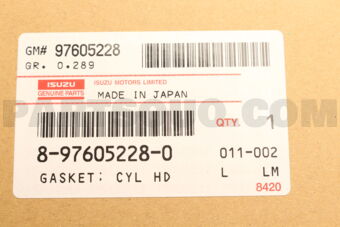 GM# 97605228
GR. 0.289
ISUZU
GENUINE PARTS
ISUZU MOTORS LIMITED
MADE IN JAPAN
PARTSOUQ.COM
QTY. 1
8-97605228-0
011-002
GASKET: CYL HD
L LM
8420